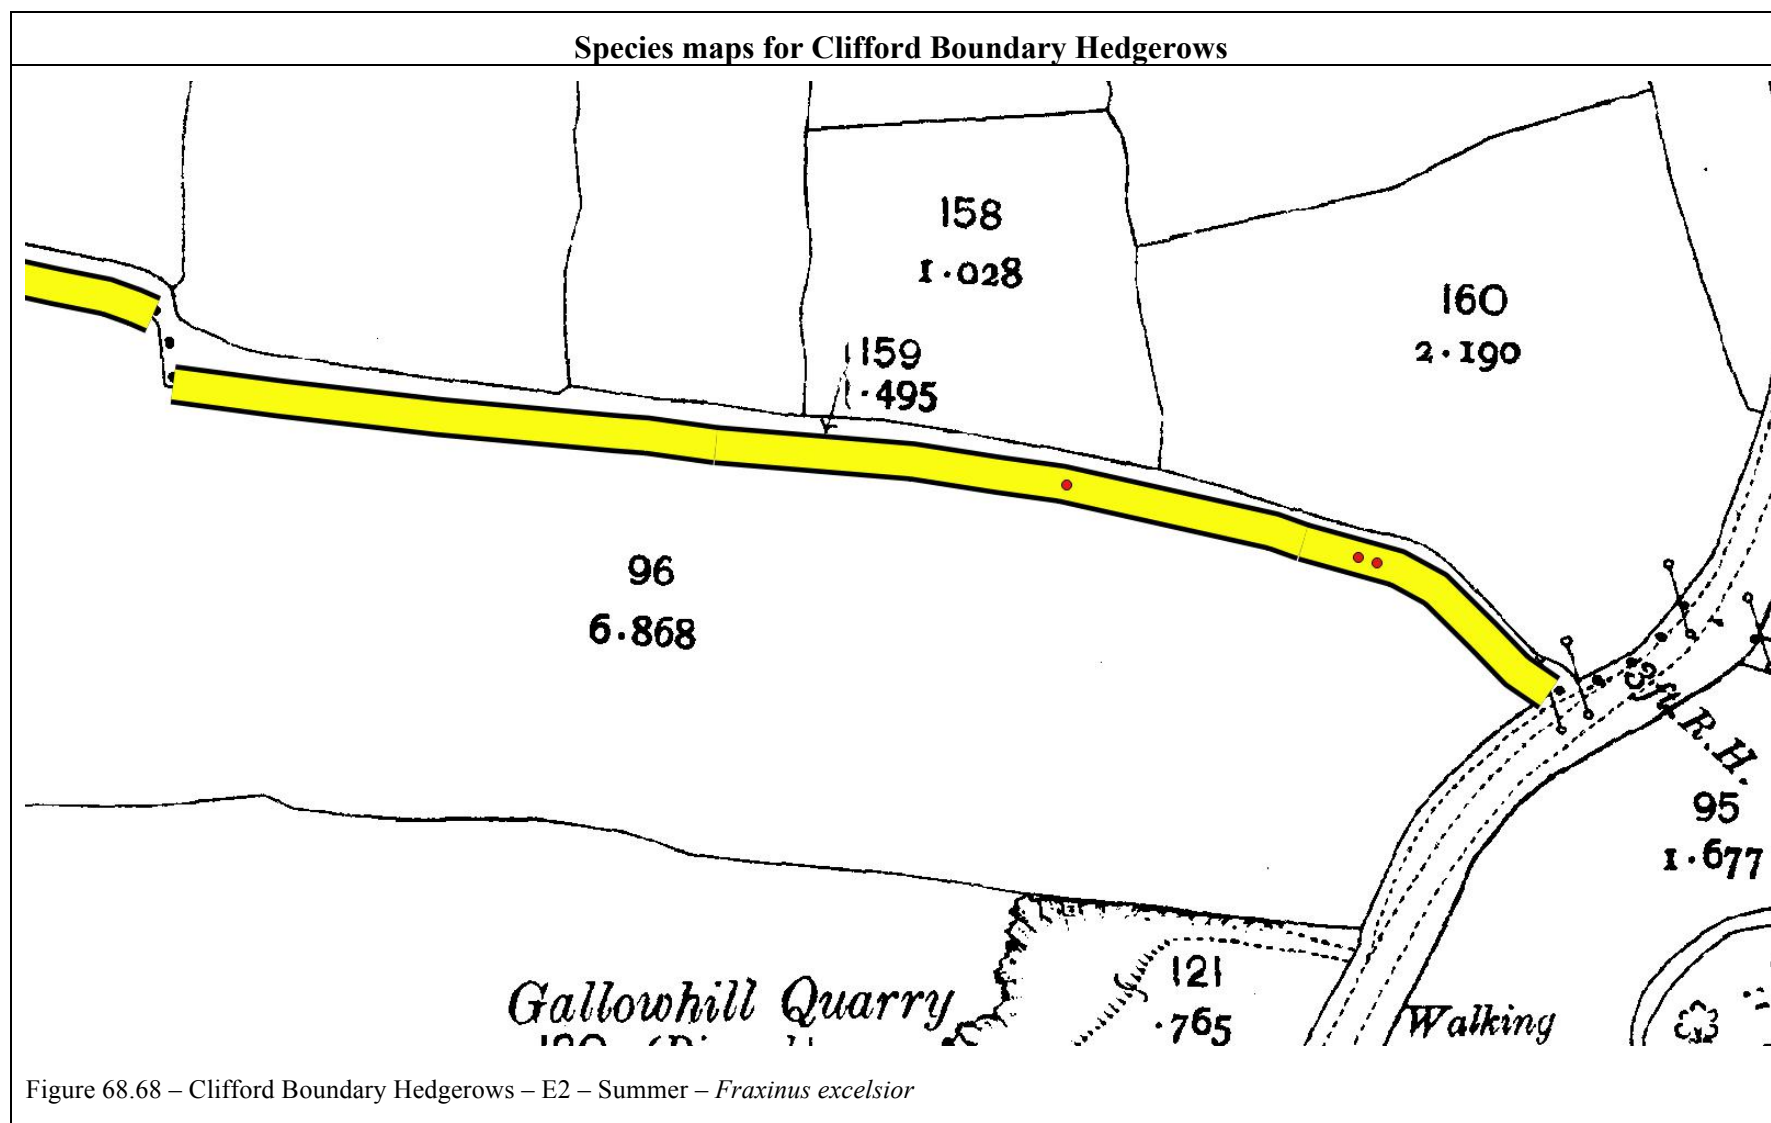 Species maps for Clifford Boundary Hedgerows
158
1·028
160
2·190
159
·495
96
6·868
3ft. R.H.
95
1·677
121
·765
Gallowhill Quarry
Walking
Figure 68.68 – Clifford Boundary Hedgerows – E2 – Summer – Fraxinus excelsior